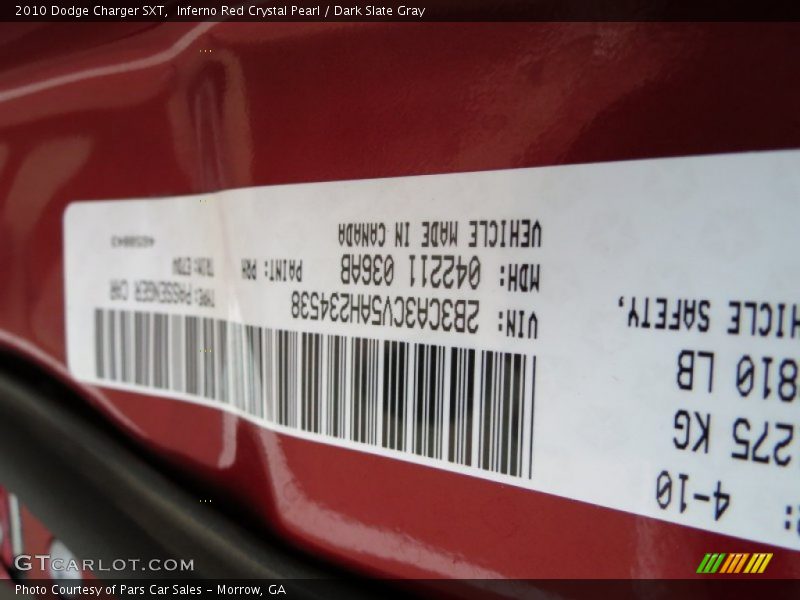 2010 Dodge Charger SXT, Inferno Red Crystal Pearl / Dark Slate Gray
4-10
275 KG
810 LB
HICLE SAFETY,
VIN: 2B3CA3CV5AH234538
TYPE: PASSENGER CAR
MDH: 042211 036AB
PAINT: PRH
TRIM: E7DV
VEHICLE MADE IN CANADA
GTCARLOT.COM
Photo Courtesy of Pars Car Sales - Morrow, GA